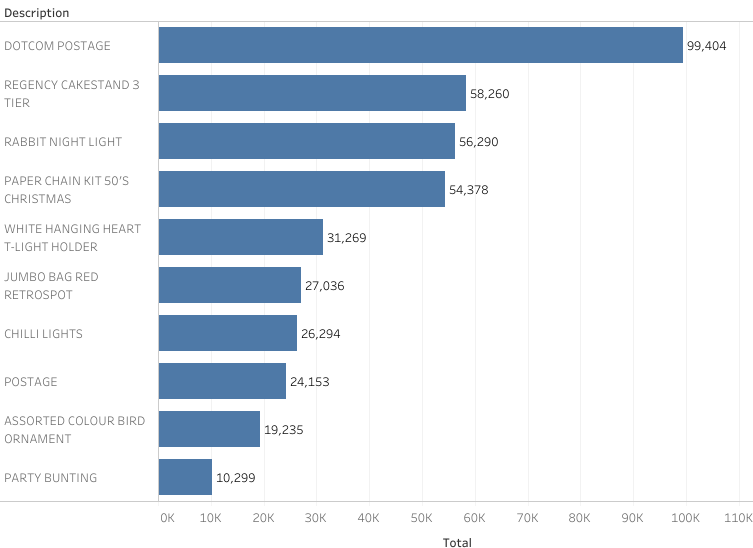 Description
DOTCOM POSTAGE
99,404
REGENCY CAKESTAND 3
TIER
58,260
RABBIT NIGHT LIGHT
56,290
PAPER CHAIN KIT 50'S
CHRISTMAS
54,378
WHITE HANGING HEART
T-LIGHT HOLDER
31,269
JUMBO BAG RED
RETROSPOT
27,036
CHILLI LIGHTS
26,294
POSTAGE
24,153
ASSORTED COLOUR BIRD
ORNAMENT
19,235
PARTY BUNTING
10,299
0K 10K 20K 30K 40K 50K 60K 70K 80K 90K 100K 110K
Total